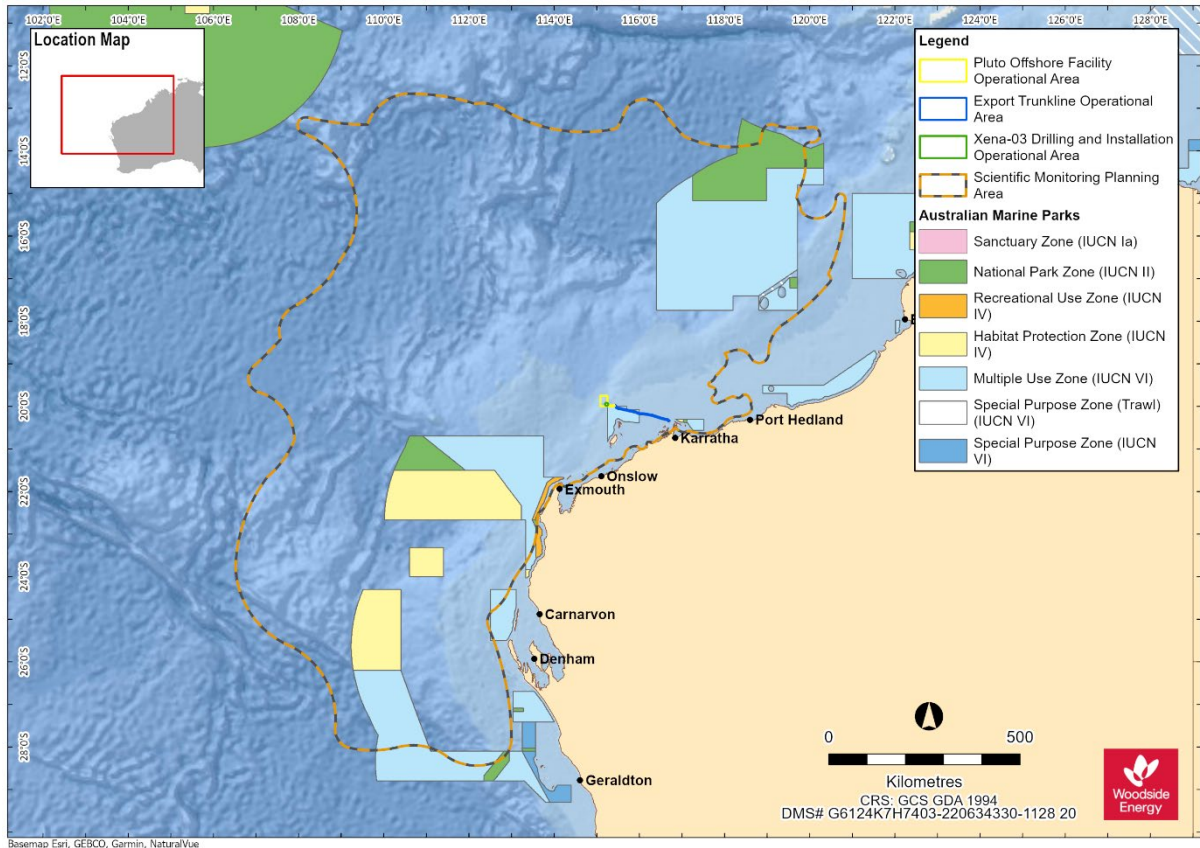 102°0'E 104°0'E 106°0'E 108°0'E 110°0'E 112°0'E 114°0'E 116°0'E 118°0'E 120°0'E 122°0'E 124°0'E 126°0'E 128°0'E
Location Map
12°0'S
14°0'S
16°0'S
18°0'S
20°0'S
22°0'S
24°0'S
26°0'S
28°0'S
Legend
Pluto Offshore Facility
Operational Area
Export Trunkline Operational
Area
Xena-03 Drilling and Installation
Operational Area
Scientific Monitoring Planning
Area
Australian Marine Parks
Sanctuary Zone (IUCN Ia)
National Park Zone (IUCN II)
Recreational Use Zone (IUCN
IV)
Habitat Protection Zone (IUCN
IV)
Multiple Use Zone (IUCN VI)
Special Purpose Zone (Trawl)
(IUCN VI)
Special Purpose Zone (IUCN
VI)
Port Hedland
Karratha
Onslow
Exmouth
Carnarvon
Denham
Geraldton
0 500
Kilometres
CRS: GCS GDA 1994
DMS# G6124K7H7403-220634330-1128 20
Woodside
Energy
Basemap Esri, GEBCO, Garmin, NaturalVue